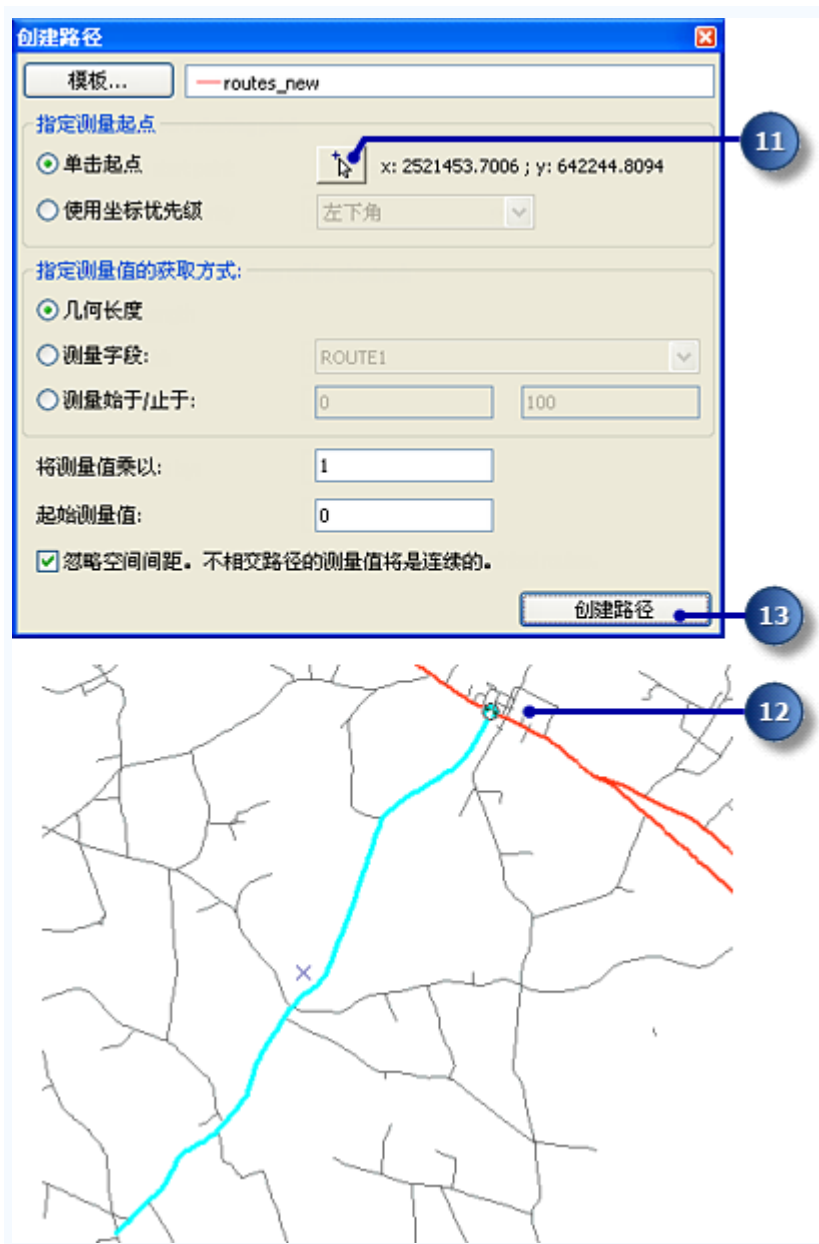 创建路径
模板... routes_new
指定测量起点
单击起点 x: 2521453.7006 ; y: 642244.8094
11
使用坐标优先级 左下角
指定测量值的获取方式:
几何长度
测量字段: ROUTE1
测量始于/止于: 0 100
将测量值乘以: 1
起始测量值: 0
忽略空间间距。不相交路径的测量值将是连续的。
创建路径
13
12